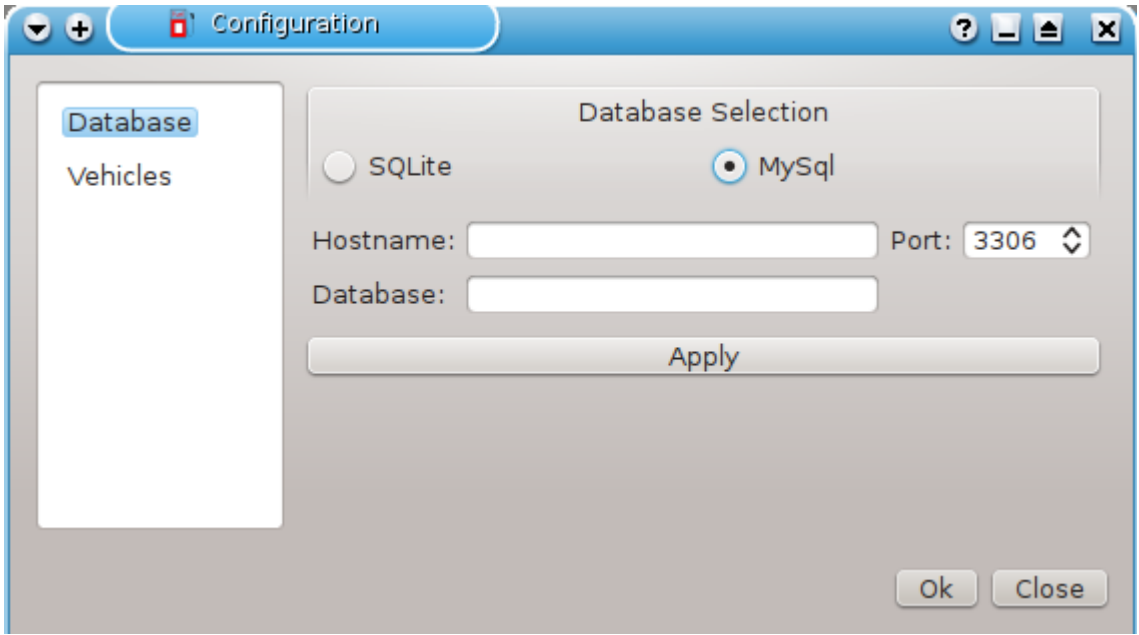 Configuration
Database
Vehicles
Database Selection
SQLite MySql
Hostname: Port: 3306
Database:
Apply
Ok Close